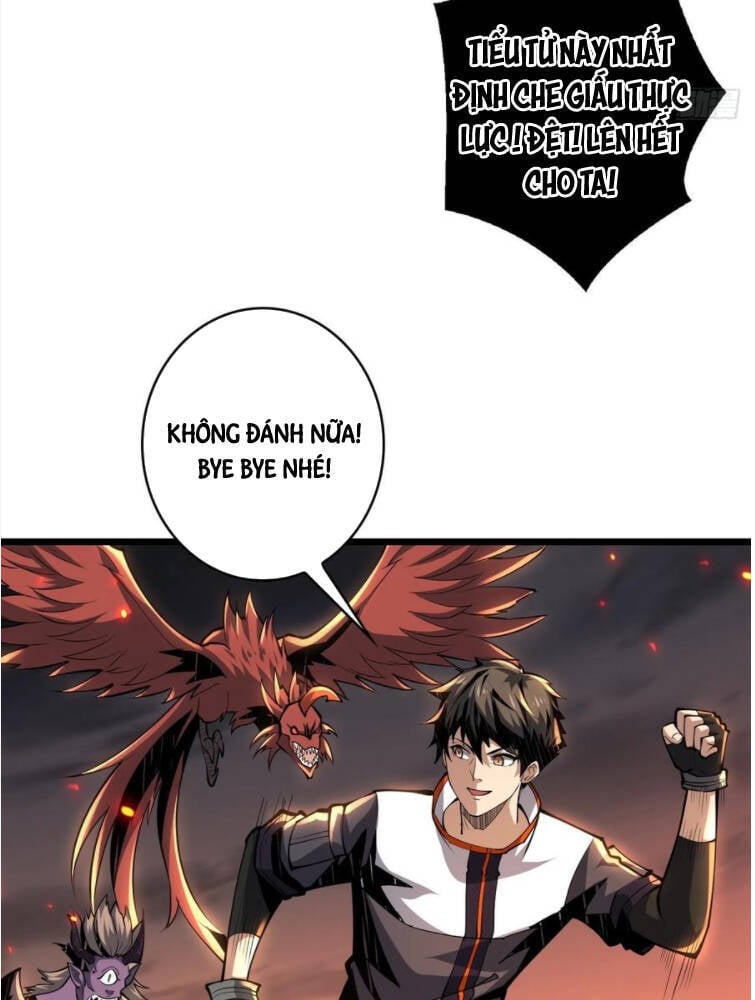 TIỂU TỬ NÀY NHẤT
ĐỊNH CHE GIẤU THỰC
LỰC! ĐỆT! LÊN HẾT
CHO TA!
KHÔNG ĐÁNH NỮA!
BYE BYE NHÉ!